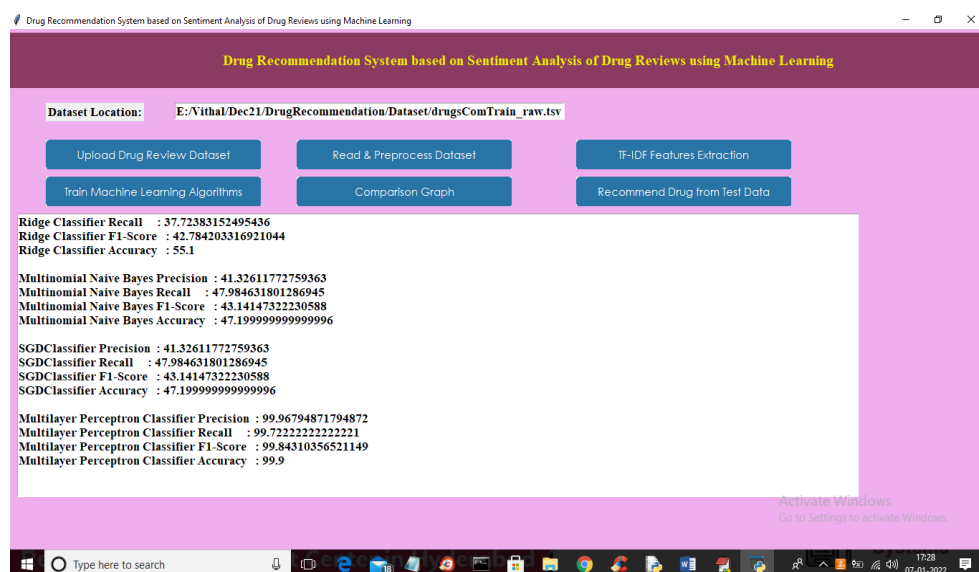 Drug Recommendation System based on Sentiment Analysis of Drug Reviews using Machine Learning
Drug Recommendation System based on Sentiment Analysis of Drug Reviews using Machine Learning
Dataset Location: E:/Vithal/Dec21/DrugRecommendation/Dataset/drugsComTrain_raw.tsv
Upload Drug Review Dataset Read & Preprocess Dataset TF-IDF Features Extraction
Train Machine Learning Algorithms Comparison Graph Recommend Drug from Test Data
Ridge Classifier Recall : 37.72383152495436
Ridge Classifier F1-Score : 42.784203316921044
Ridge Classifier Accuracy : 55.1
Multinomial Naive Bayes Precision : 41.32611772759363
Multinomial Naive Bayes Recall : 47.984631801286945
Multinomial Naive Bayes F1-Score : 43.14147322230588
Multinomial Naive Bayes Accuracy : 47.199999999999996
SGDClassifier Precision : 41.32611772759363
SGDClassifier Recall : 47.984631801286945
SGDClassifier F1-Score : 43.14147322230588
SGDClassifier Accuracy : 47.199999999999996
Multilayer Perceptron Classifier Precision : 99.96794871794872
Multilayer Perceptron Classifier Recall : 99.72222222222221
Multilayer Perceptron Classifier F1-Score : 99.84310356521149
Multilayer Perceptron Classifier Accuracy : 99.9
Activate Windows
Go to Settings to activate Windows.
Type here to search
18
17:28
07-01-2022